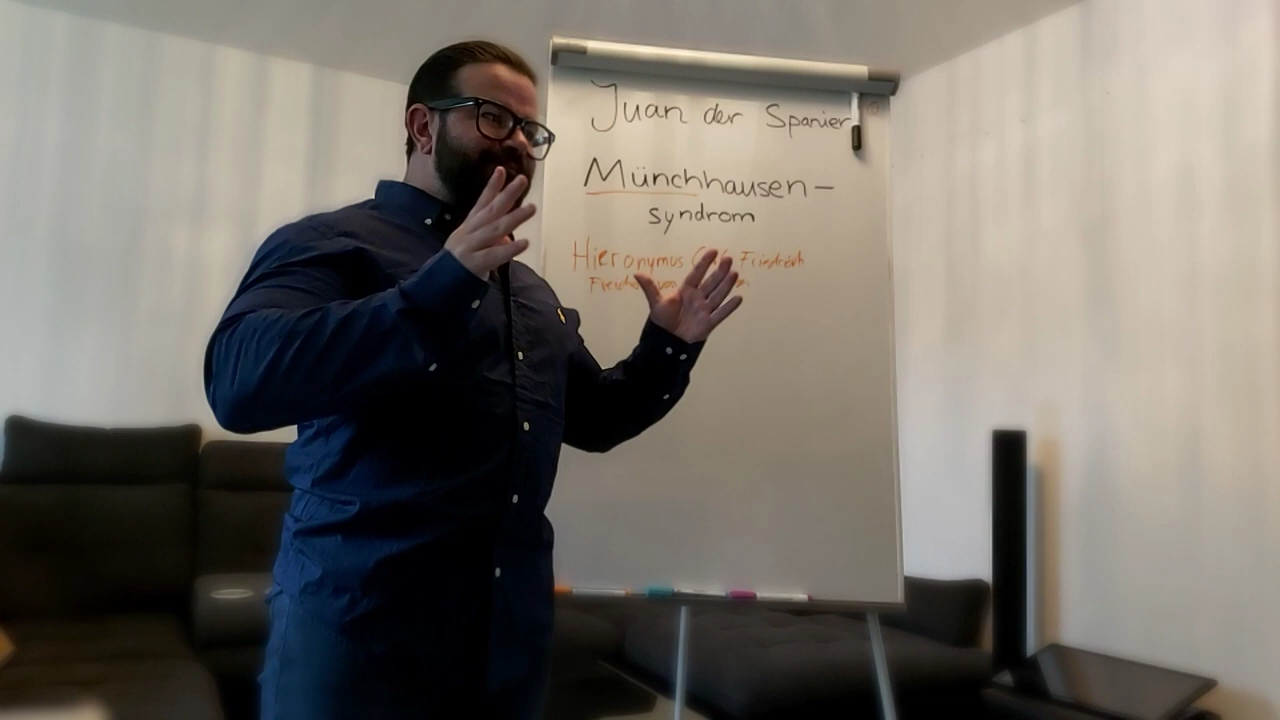 Juan der Spanier
Münchhausen-
syndrom
Hieronymus Friedrich